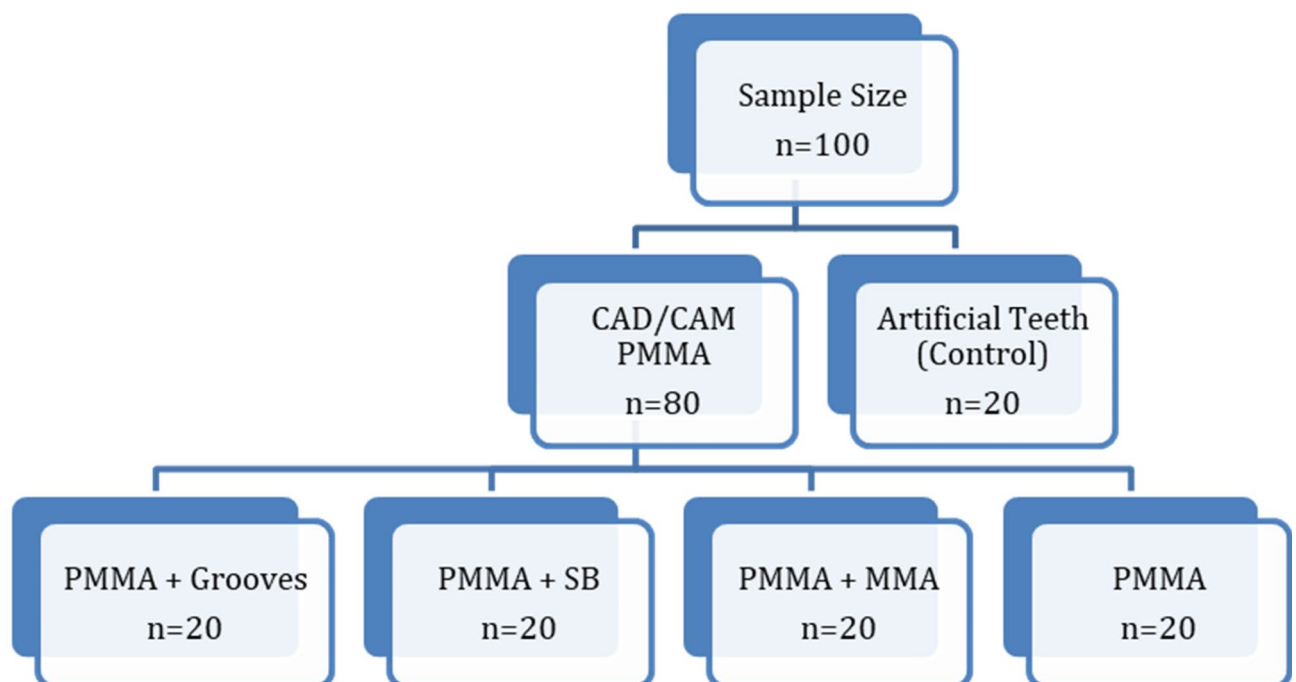 Sample Size
n=100
CAD/CAM
PMMA
n=80
Artificial Teeth
(Control)
n=20
PMMA + Grooves
n=20
PMMA + SB
n=20
PMMA + MMA
n=20
PMMA
n=20